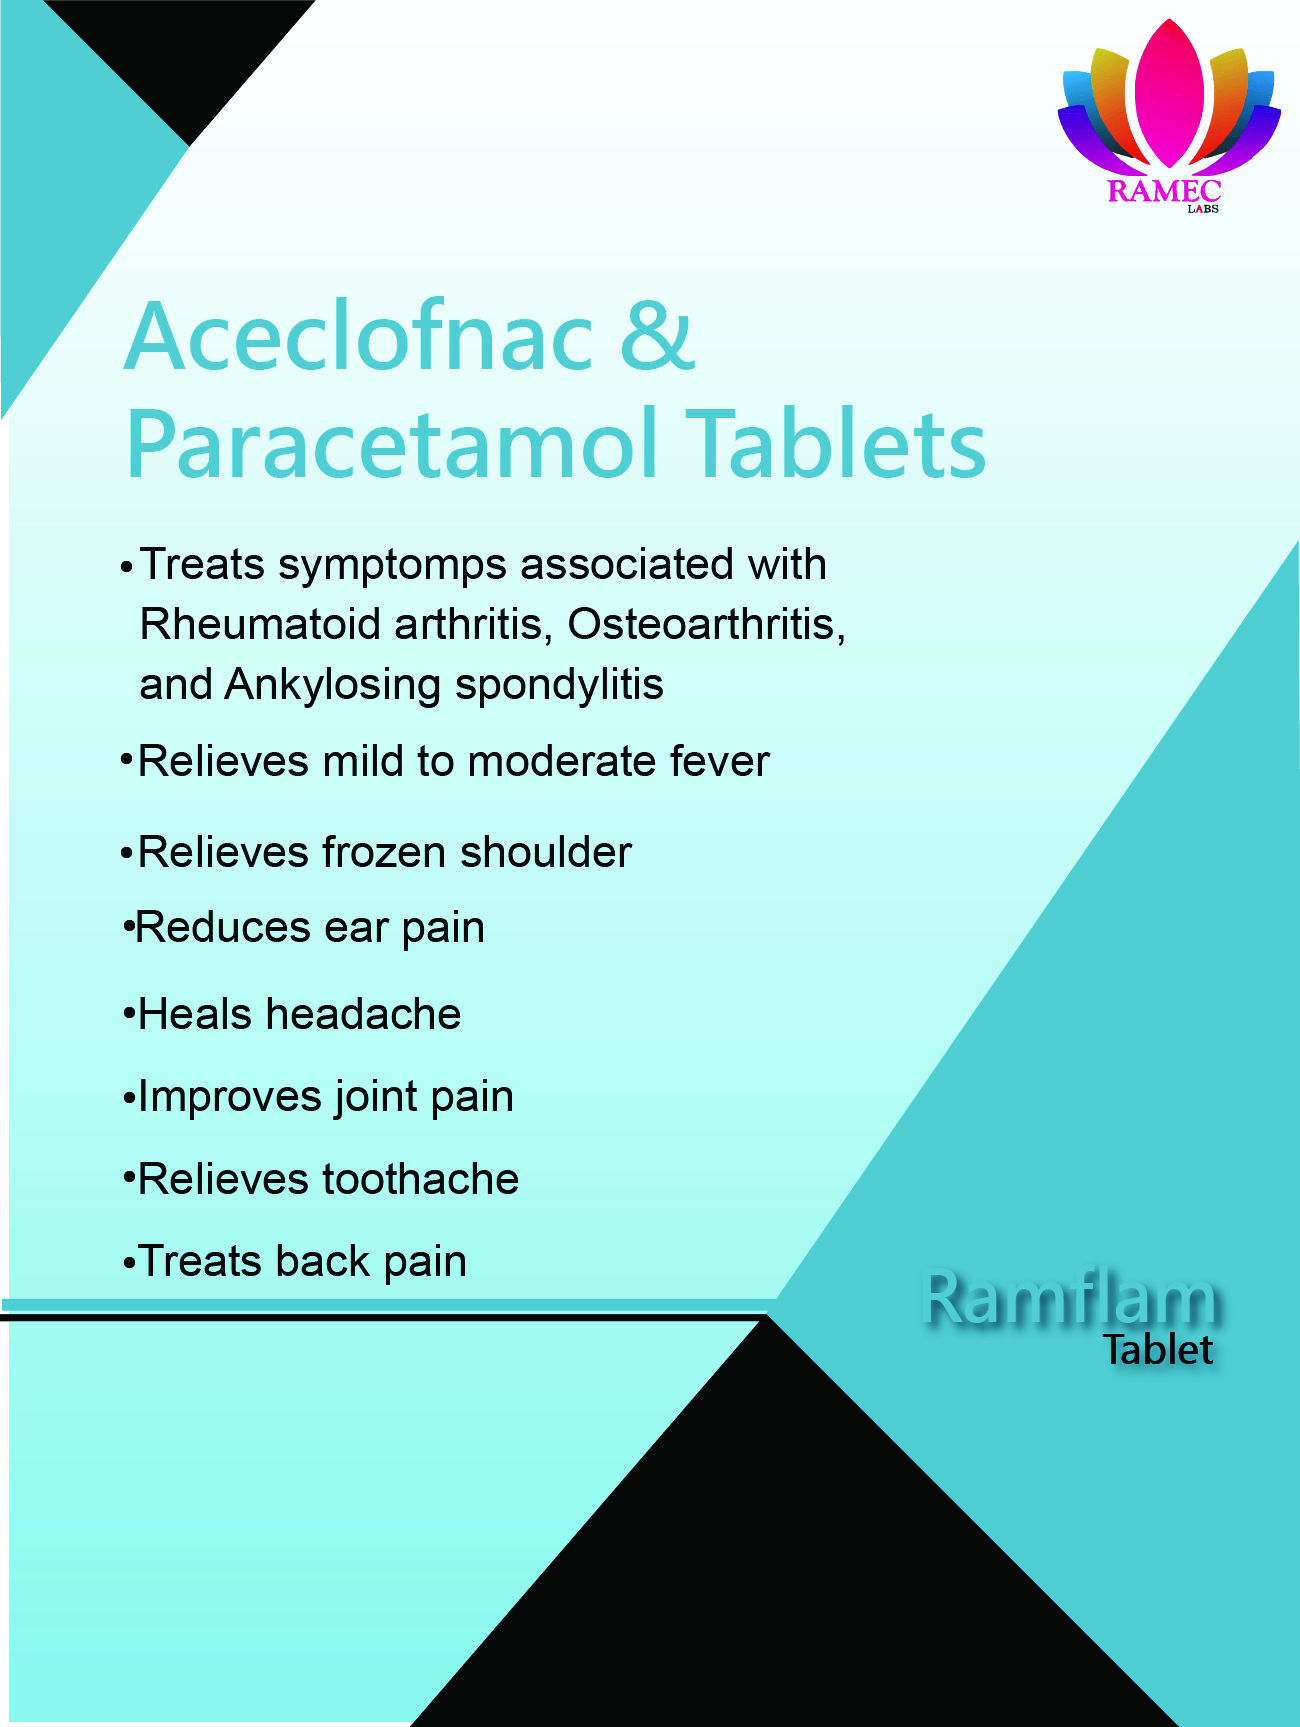 RAMEC
LABS
Aceclofnac &
Paracetamol Tablets
• Treats symptomps associated with
Rheumatoid arthritis, Osteoarthritis,
and Ankylosing spondylitis
• Relieves mild to moderate fever
• Relieves frozen shoulder
• Reduces ear pain
• Heals headache
• Improves joint pain
• Relieves toothache
• Treats back pain
Ramflam
Tablet